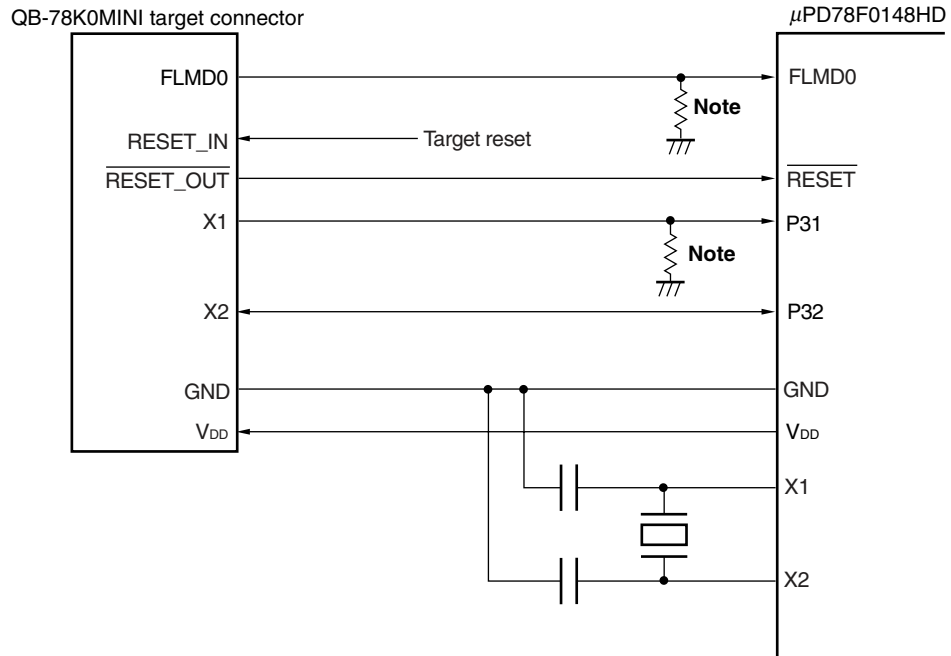 QB-78K0MINI target connector
μPD78F0148HD
FLMD0
FLMD0
Note
RESET_IN
Target reset
RESET_OUT
RESET
X1
P31
Note
X2
P32
GND
GND
VDD
VDD
X1
X2